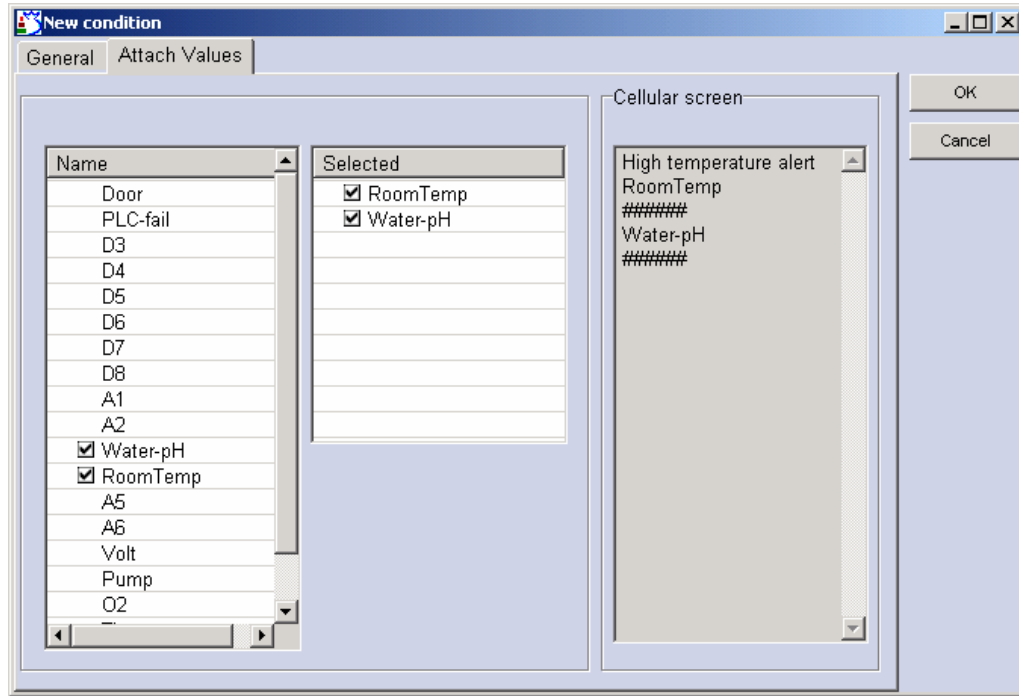 New condition
General
Attach Values
OK
Cancel
Name
Door
PLC-fail
D3
D4
D5
D6
D7
D8
A1
A2
Water-pH
RoomTemp
A5
A6
Volt
Pump
O2
Selected
RoomTemp
Water-pH
Cellular screen
High temperature alert
RoomTemp
######
Water-pH
######